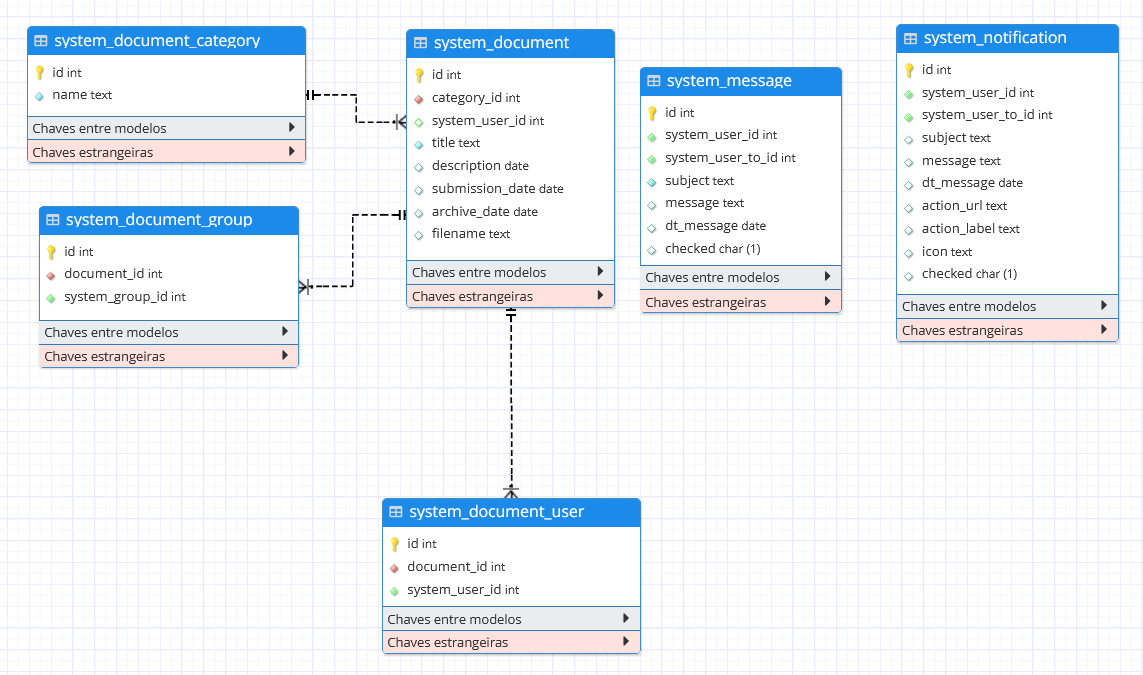 system_document_category
id int
name text
Chaves entre modelos
Chaves estrangeiras
system_document
id int
category_id int
system_user_id int
title text
description date
submission_date date
archive_date date
filename text
Chaves entre modelos
Chaves estrangeiras
system_message
id int
system_user_id int
system_user_to_id int
subject text
message text
dt_message date
checked char (1)
Chaves entre modelos
Chaves estrangeiras
system_notification
id int
system_user_id int
system_user_to_id int
subject text
message text
dt_message date
action_url text
action_label text
icon text
checked char (1)
Chaves entre modelos
Chaves estrangeiras
system_document_group
id int
document_id int
system_group_id int
Chaves entre modelos
Chaves estrangeiras
system_document_user
id int
document_id int
system_user_id int
Chaves entre modelos
Chaves estrangeiras